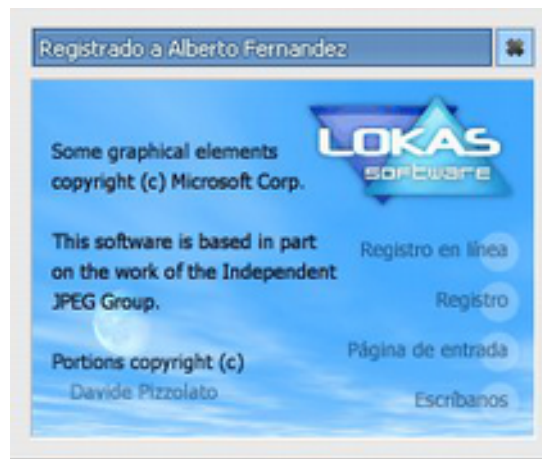 Registrado a Alberto Fernandez
LOKAS
software
Some graphical elements
copyright (c) Microsoft Corp.
This software is based in part
on the work of the Independent
JPEG Group.
Portions copyright (c)
Davide Pizzolato
Registro en línea
Registro
Página de entrada
Escríbanos